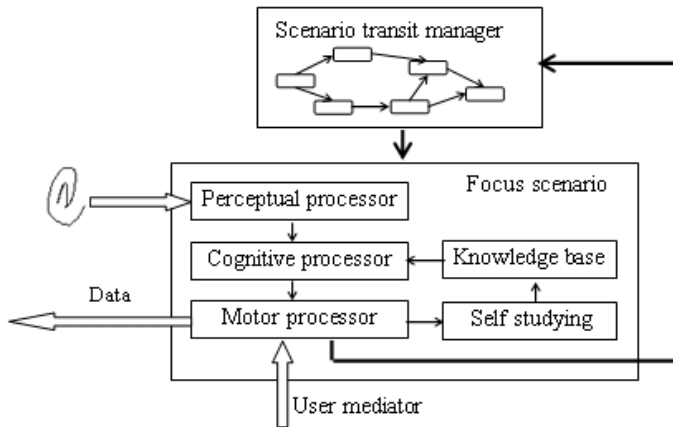 Scenario transit manager
Focus scenario
Perceptual processor
Cognitive processor
Knowledge base
Data
Motor processor
Self studying
User mediator